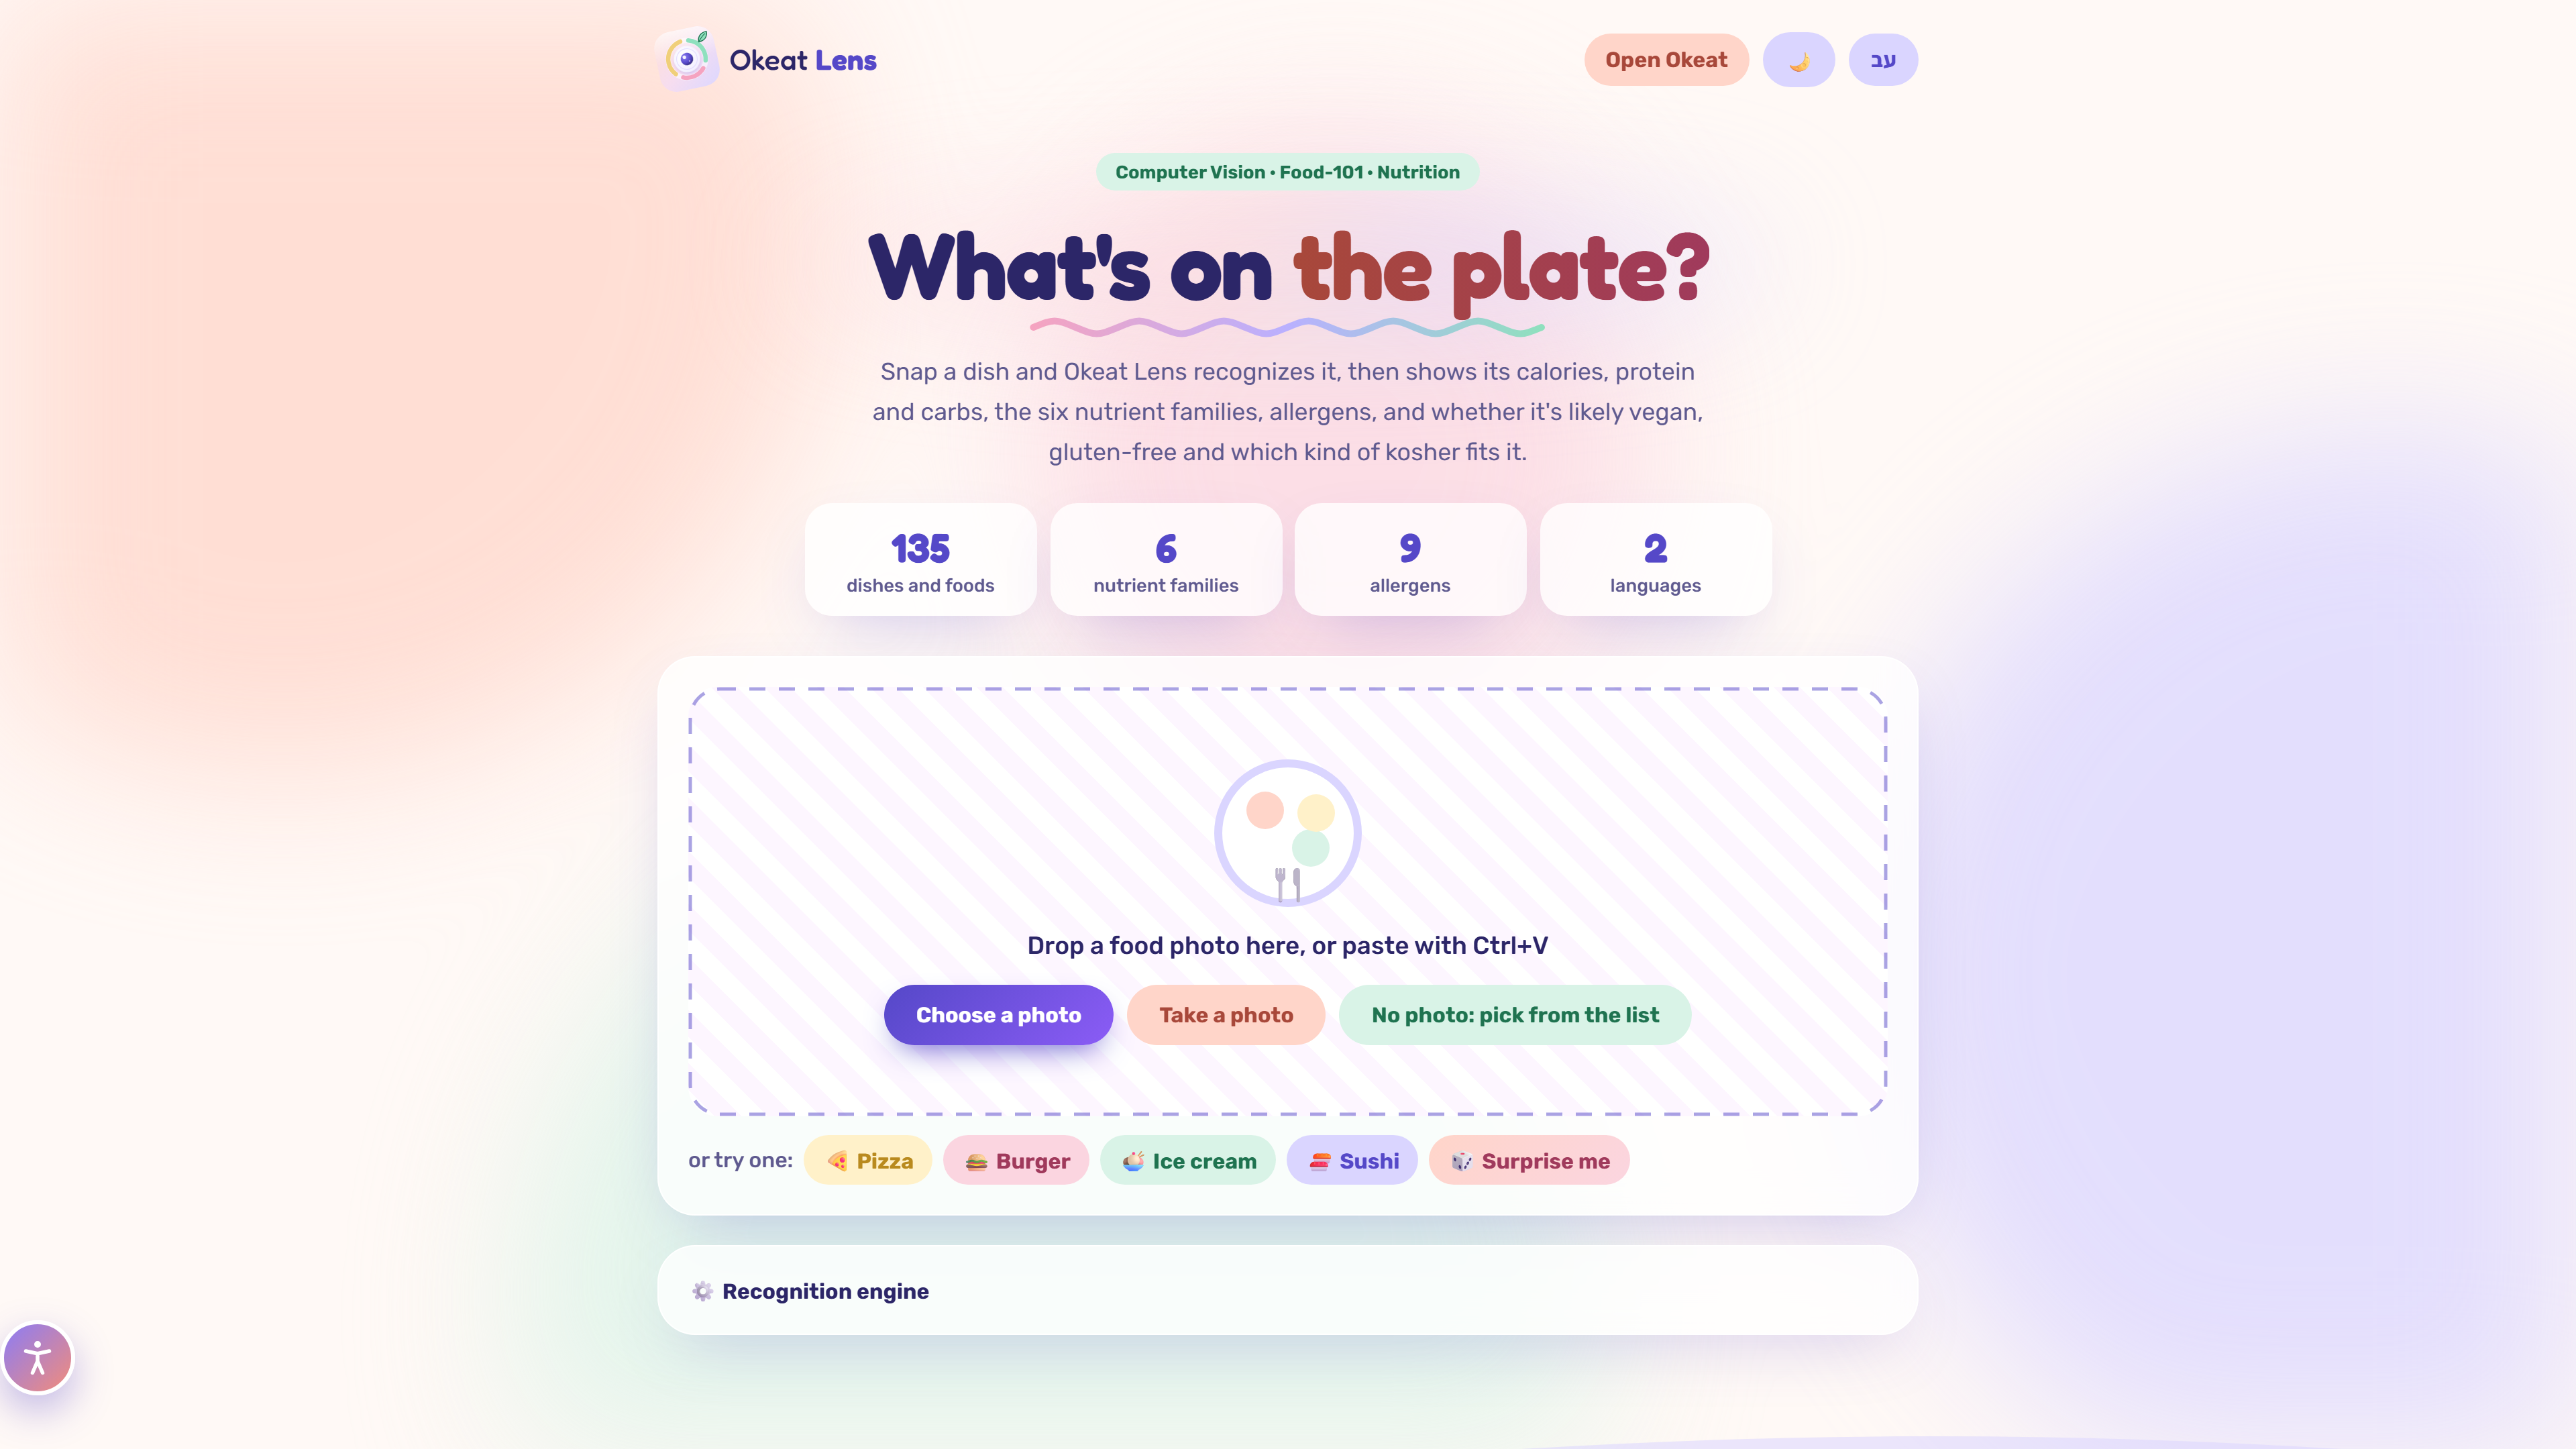 Okeat Lens
Open Okeat
עב
Computer Vision • Food-101 • Nutrition
What's on the plate?
Snap a dish and Okeat Lens recognizes it, then shows its calories, protein
and carbs, the six nutrient families, allergens, and whether it's likely vegan,
gluten-free and which kind of kosher fits it.
135
dishes and foods
6
nutrient families
9
allergens
2
languages
Drop a food photo here, or paste with Ctrl+V
Choose a photo
Take a photo
No photo: pick from the list
or try one:
Pizza
Burger
Ice cream
Sushi
Surprise me
Recognition engine